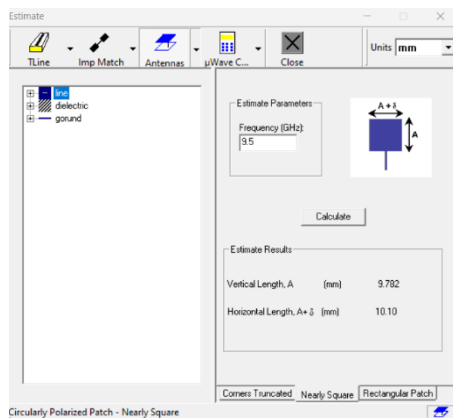 Estimate
TLine Imp Match Antennas µWave C... Close Units mm
line
dielectric
gorund
Estimate Parameters
Frequency (GHz):
9.5
A + δ
A
Calculate
Estimate Results
Vertical Length, A (mm) 9.782
Horizontal Length, A+ δ (mm) 10.10
Corners Truncated Nearly Square Rectangular Patch
Circularly Polarized Patch - Nearly Square